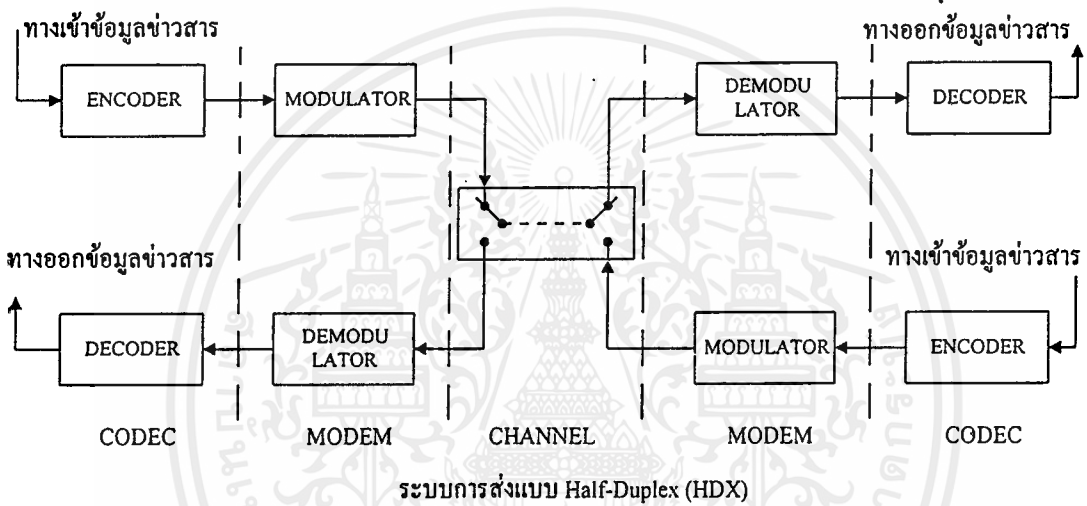 ทางเข้าข้อมูลข่าวสาร
ทางออกข้อมูลข่าวสาร
ENCODER
MODULATOR
DEMODU
LATOR
DECODER
ทางออกข้อมูลข่าวสาร
ทางเข้าข้อมูลข่าวสาร
DECODER
DEMODU
LATOR
MODULATOR
ENCODER
CODEC
MODEM
CHANNEL
MODEM
CODEC
ระบบการส่งแบบ Half-Duplex (HDX)